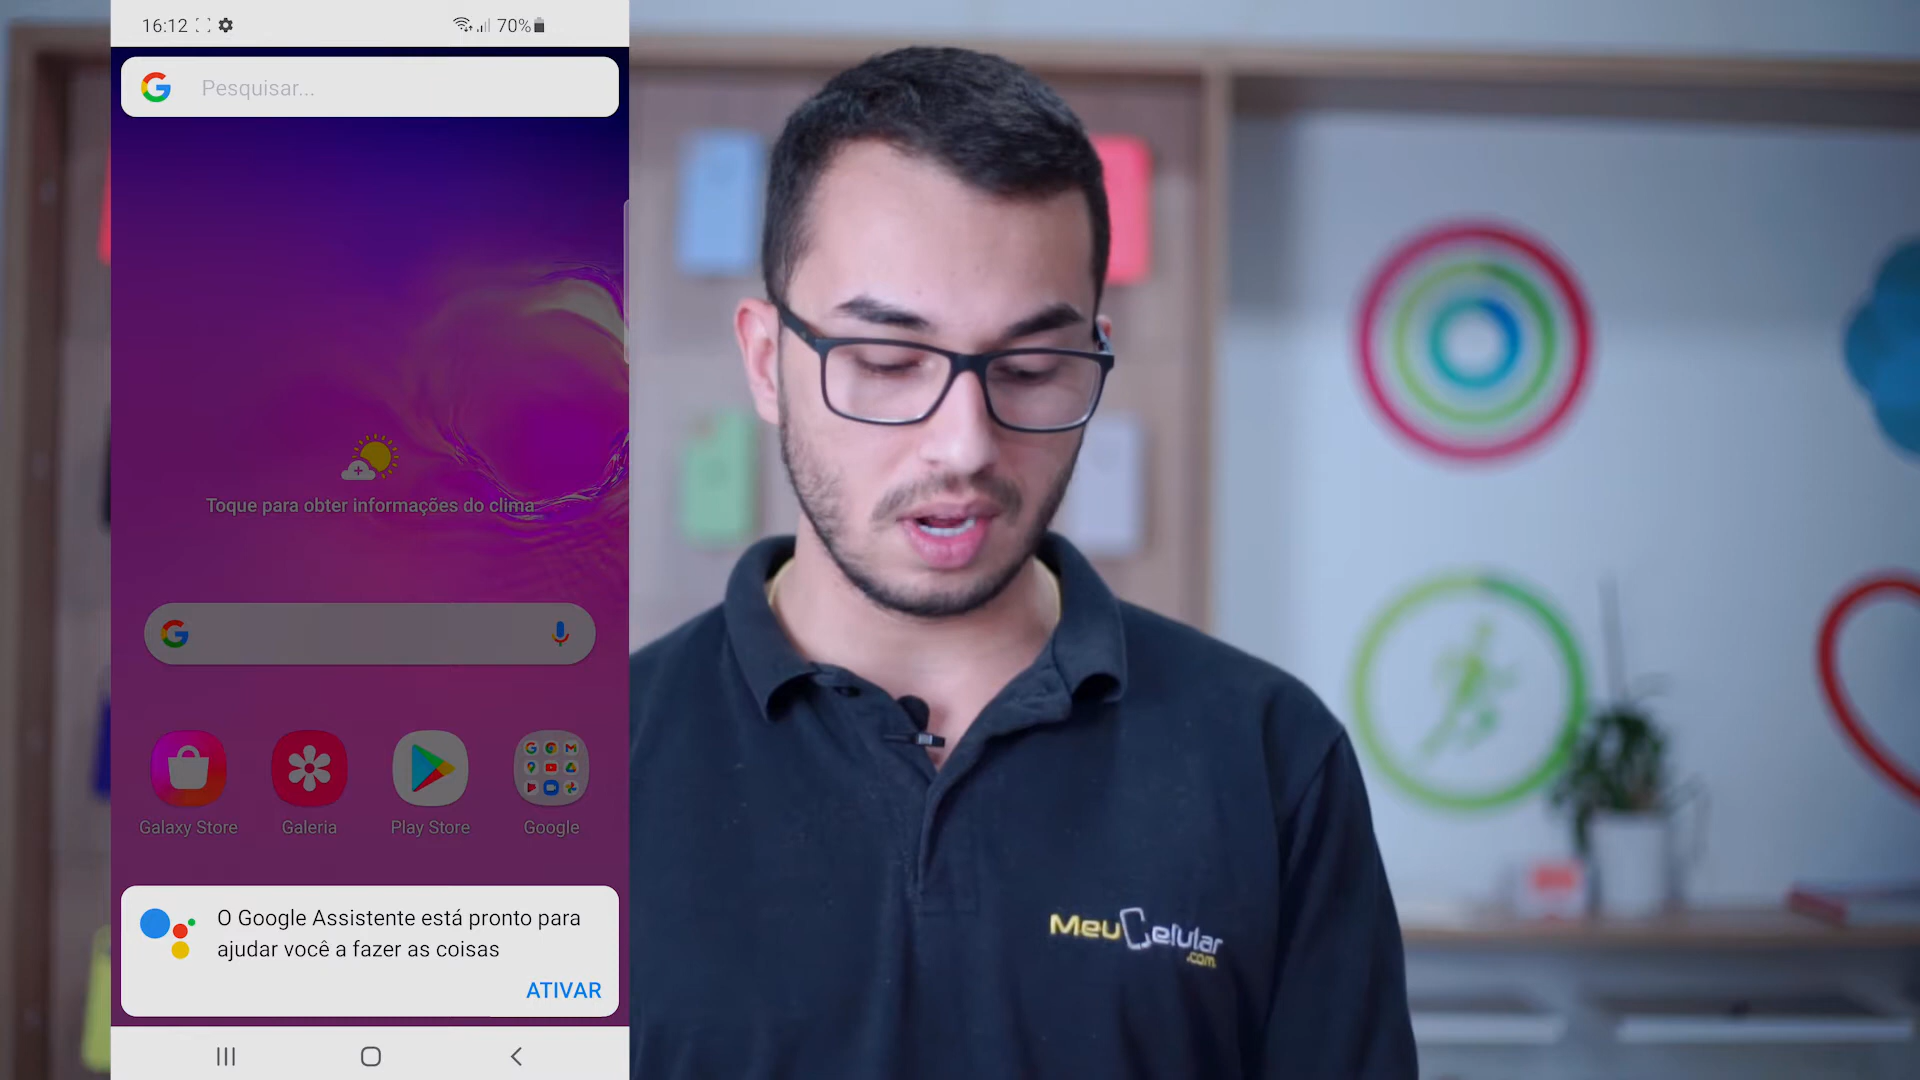 16:12
70%
Pesquisar...
Toque para obter informações do clima
Galaxy Store
Galeria
Play Store
Google
O Google Assistente está pronto para
ajudar você a fazer as coisas
ATIVAR
MeuCelular
.com